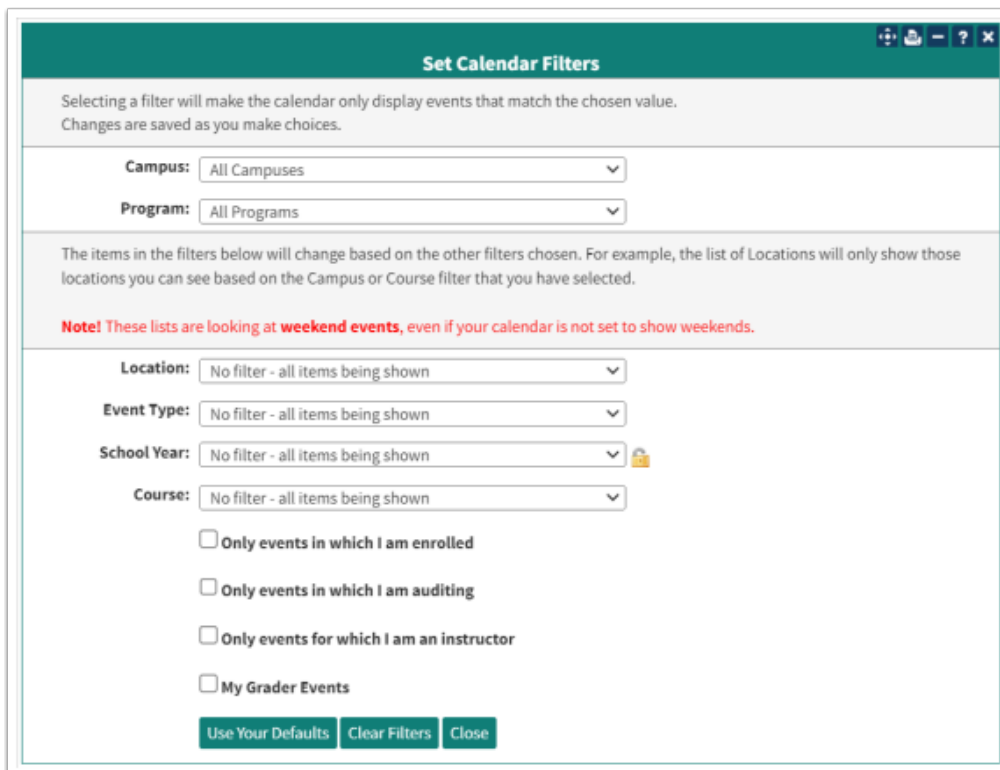 Set Calendar Filters
Selecting a filter will make the calendar only display events that match the chosen value.
Changes are saved as you make choices.
Campus: All Campuses
Program: All Programs
The items in the filters below will change based on the other filters chosen. For example, the list of Locations will only show those
locations you can see based on the Campus or Course filter that you have selected.
Note! These lists are looking at weekend events, even if your calendar is not set to show weekends.
Location: No filter - all items being shown
Event Type: No filter - all items being shown
School Year: No filter - all items being shown
Course: No filter - all items being shown
Only events in which I am enrolled
Only events in which I am auditing
Only events for which I am an instructor
My Grader Events
Use Your Defaults Clear Filters Close